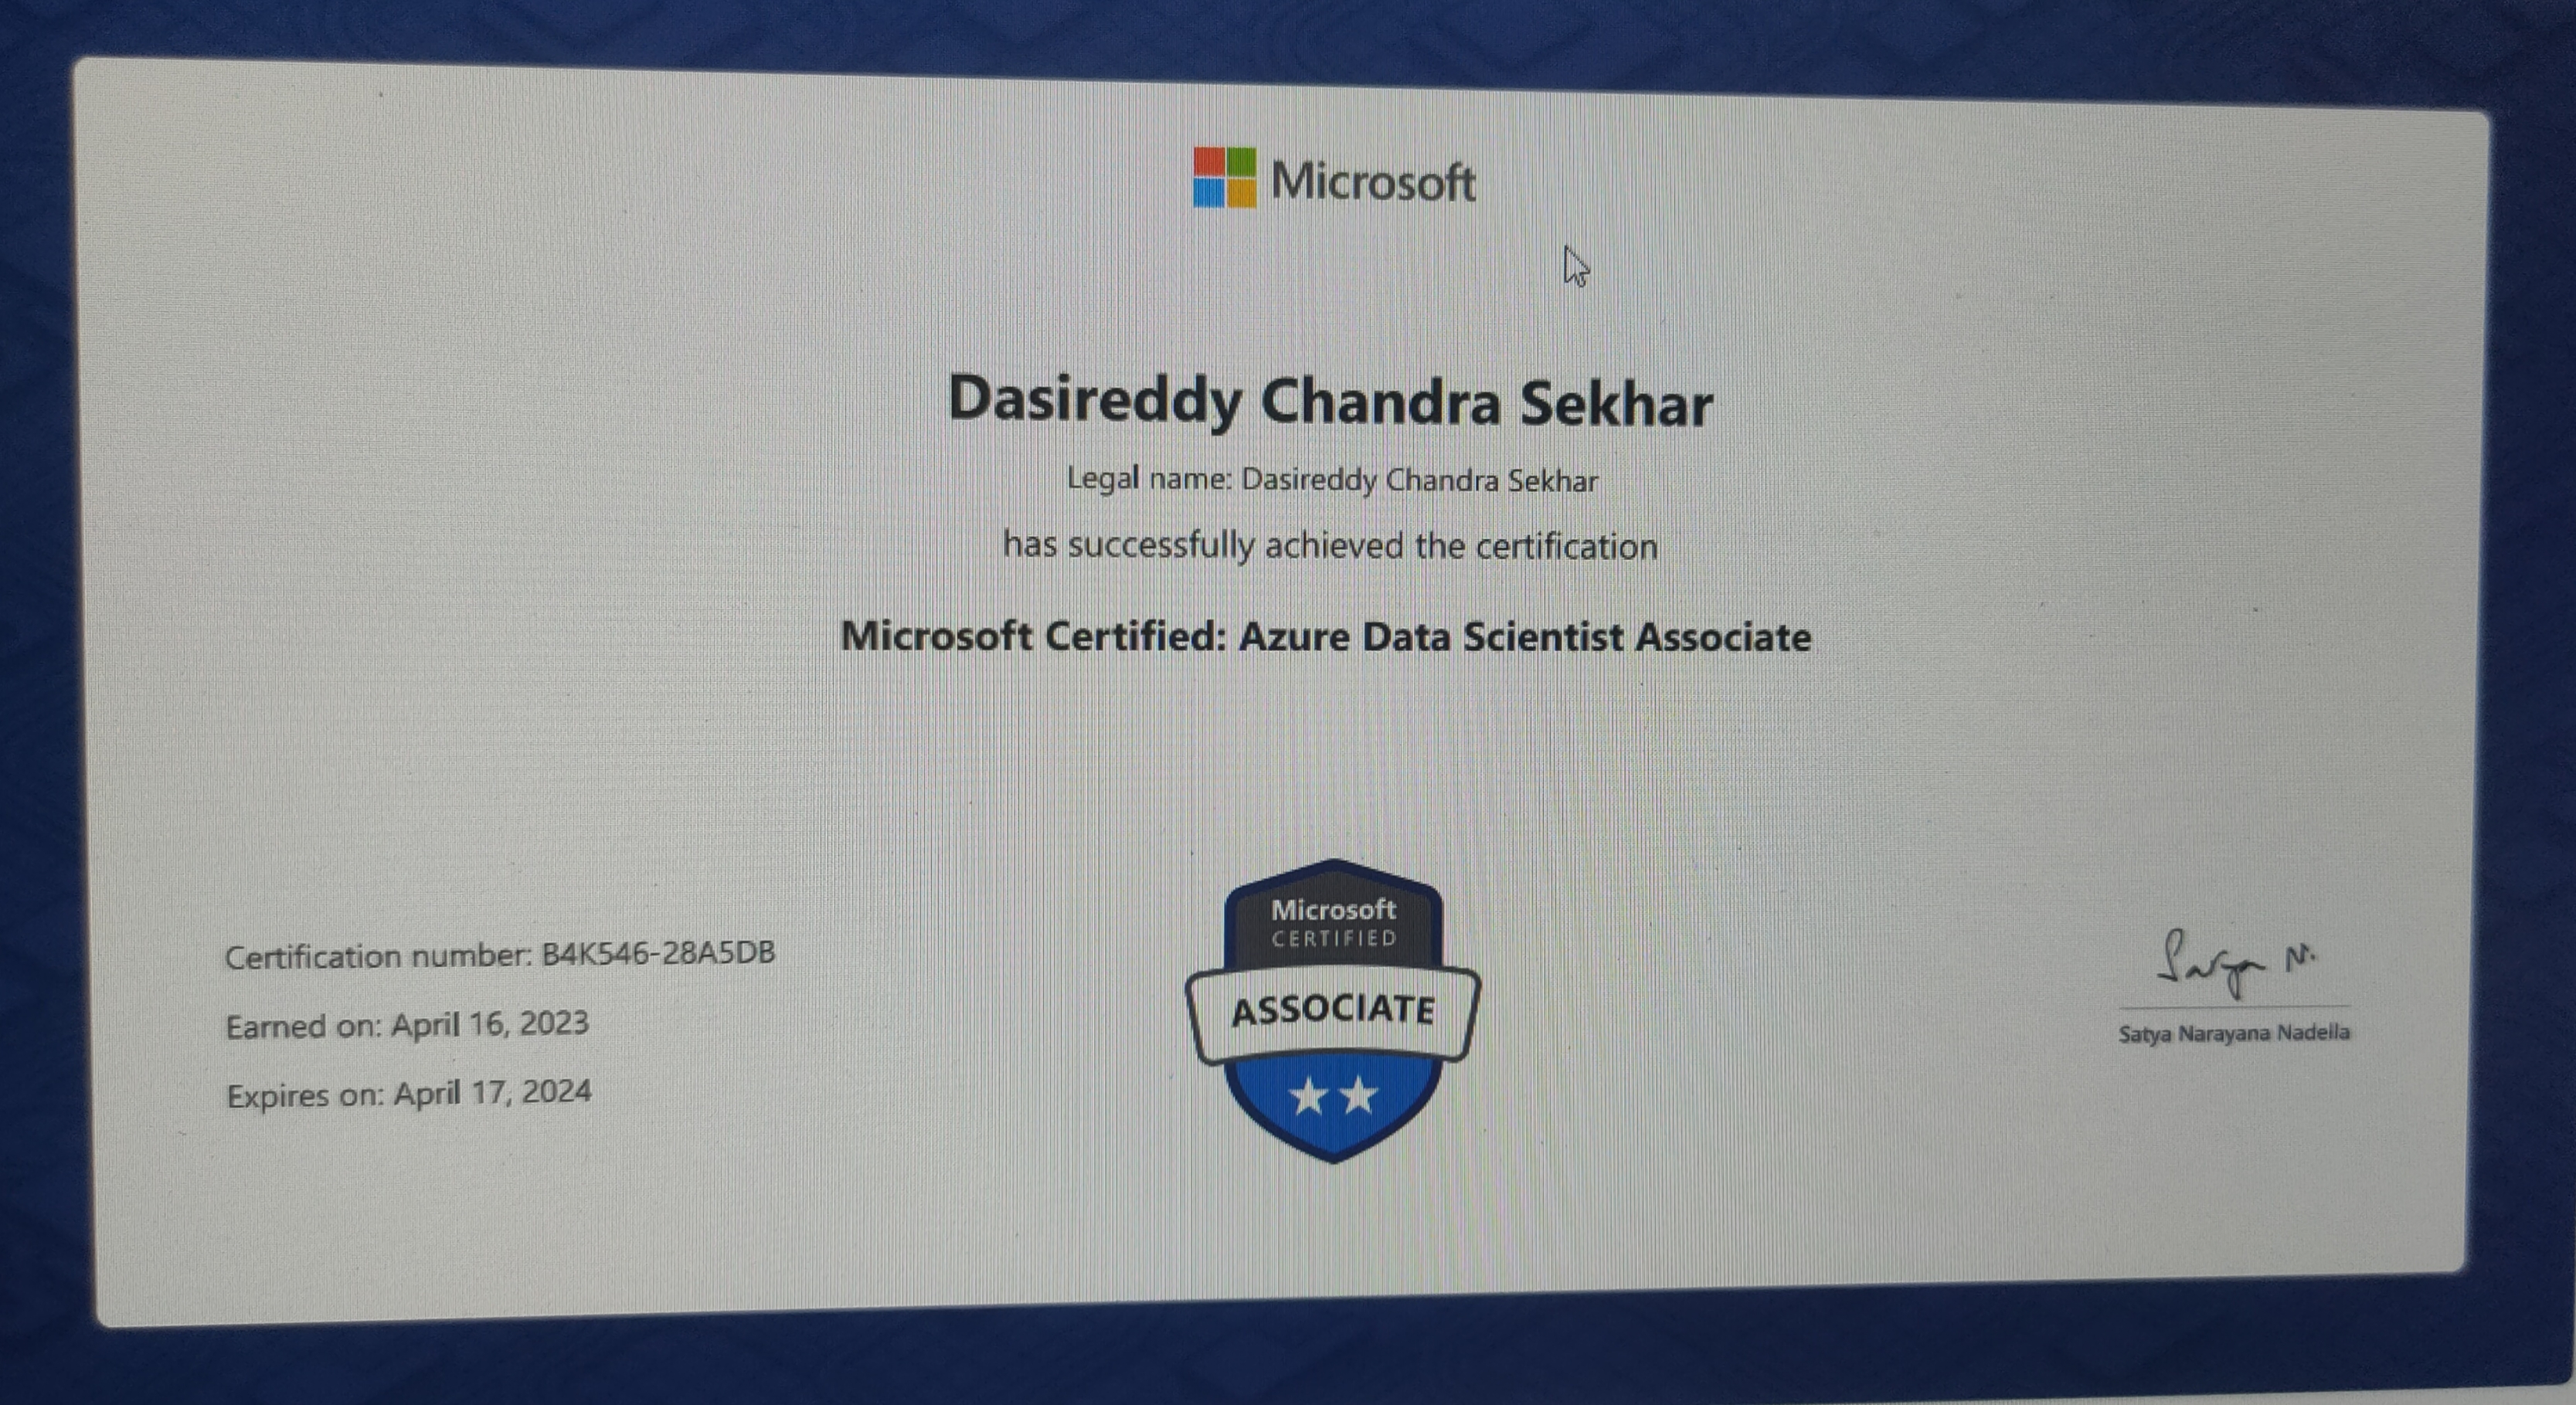 Microsoft
Dasireddy Chandra Sekhar
Legal name: Dasireddy Chandra Sekhar
has successfully achieved the certification
Microsoft Certified: Azure Data Scientist Associate
Certification number: B4K546-28A5DB
Earned on: April 16, 2023
Expires on: April 17, 2024
Microsoft
CERTIFIED
ASSOCIATE
Satya N.
Satya Narayana Nadella